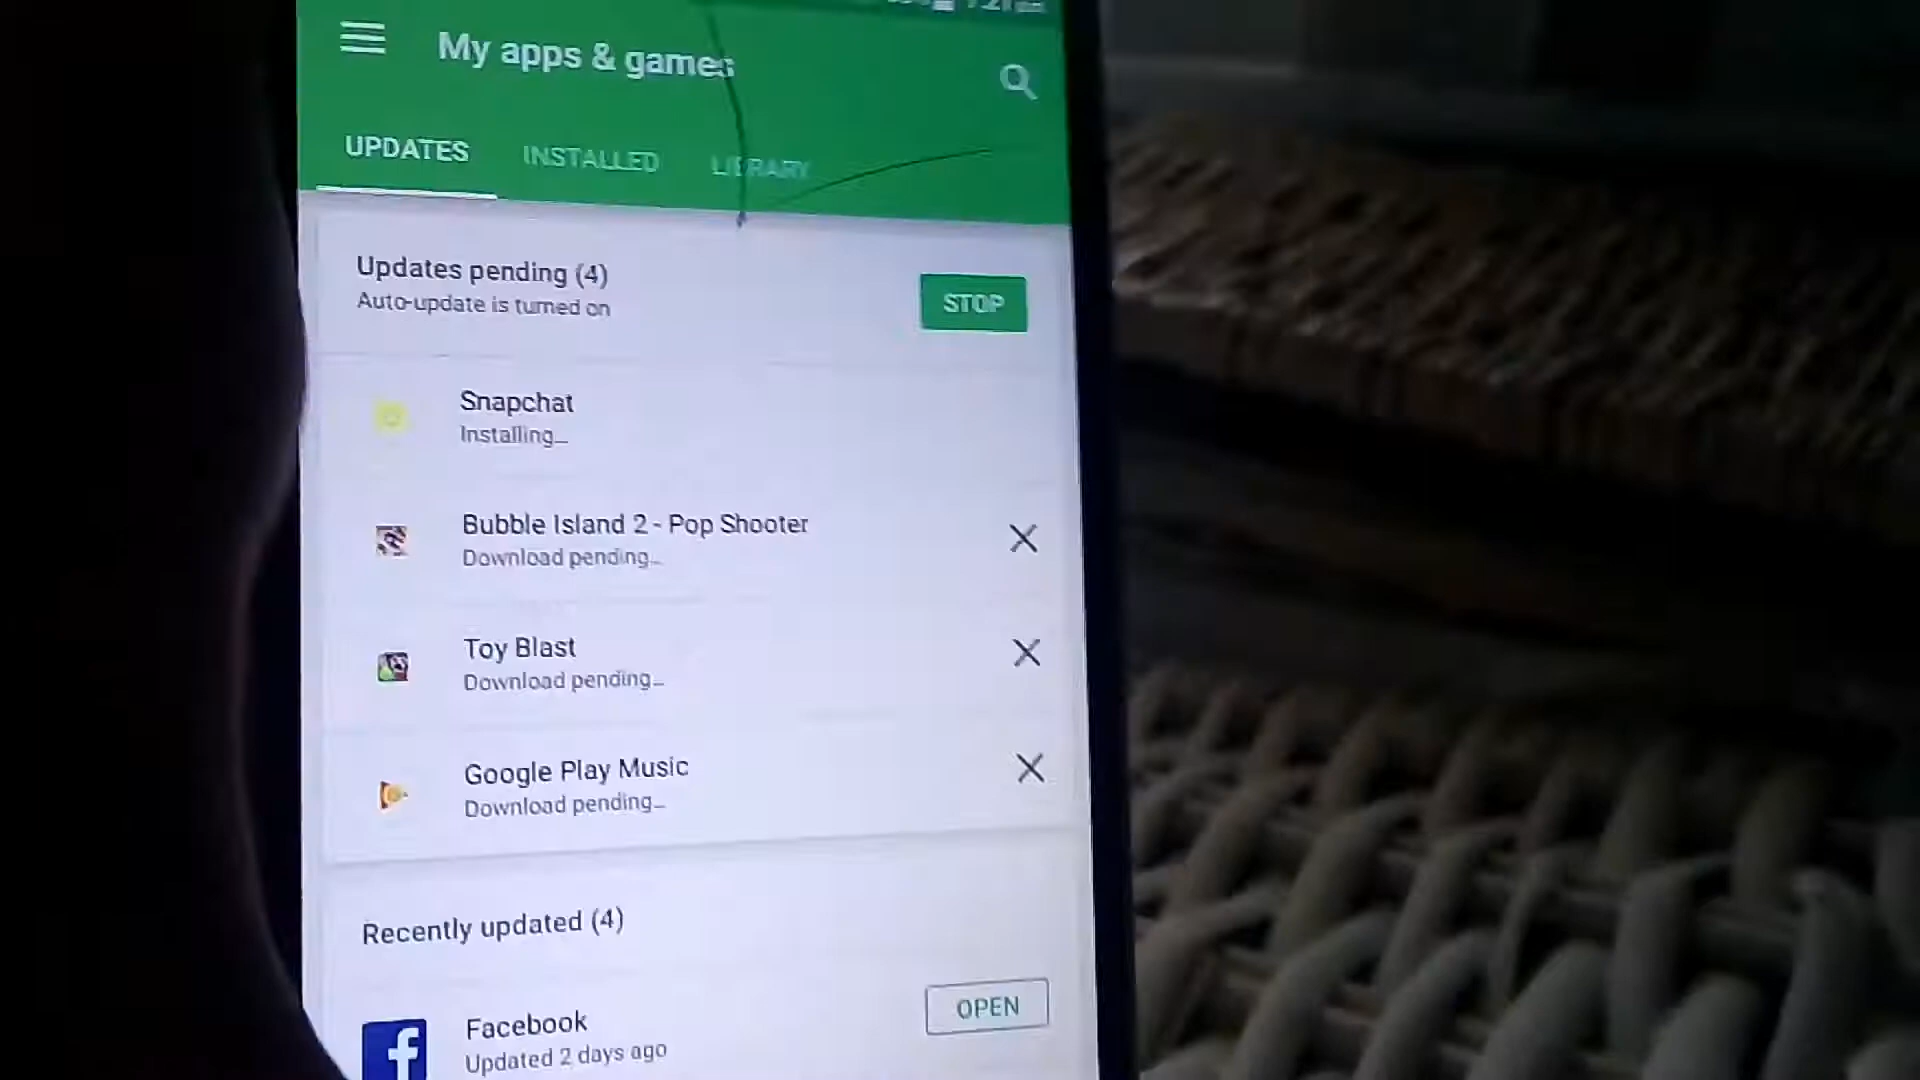 My apps & games
UPDATES INSTALLED LIBRARY
Updates pending (4)
Auto-update is turned on
STOP
Snapchat
Installing...
Bubble Island 2 - Pop Shooter
Download pending...
Toy Blast
Download pending...
Google Play Music
Download pending...
Recently updated (4)
Facebook
Updated 2 days ago
OPEN